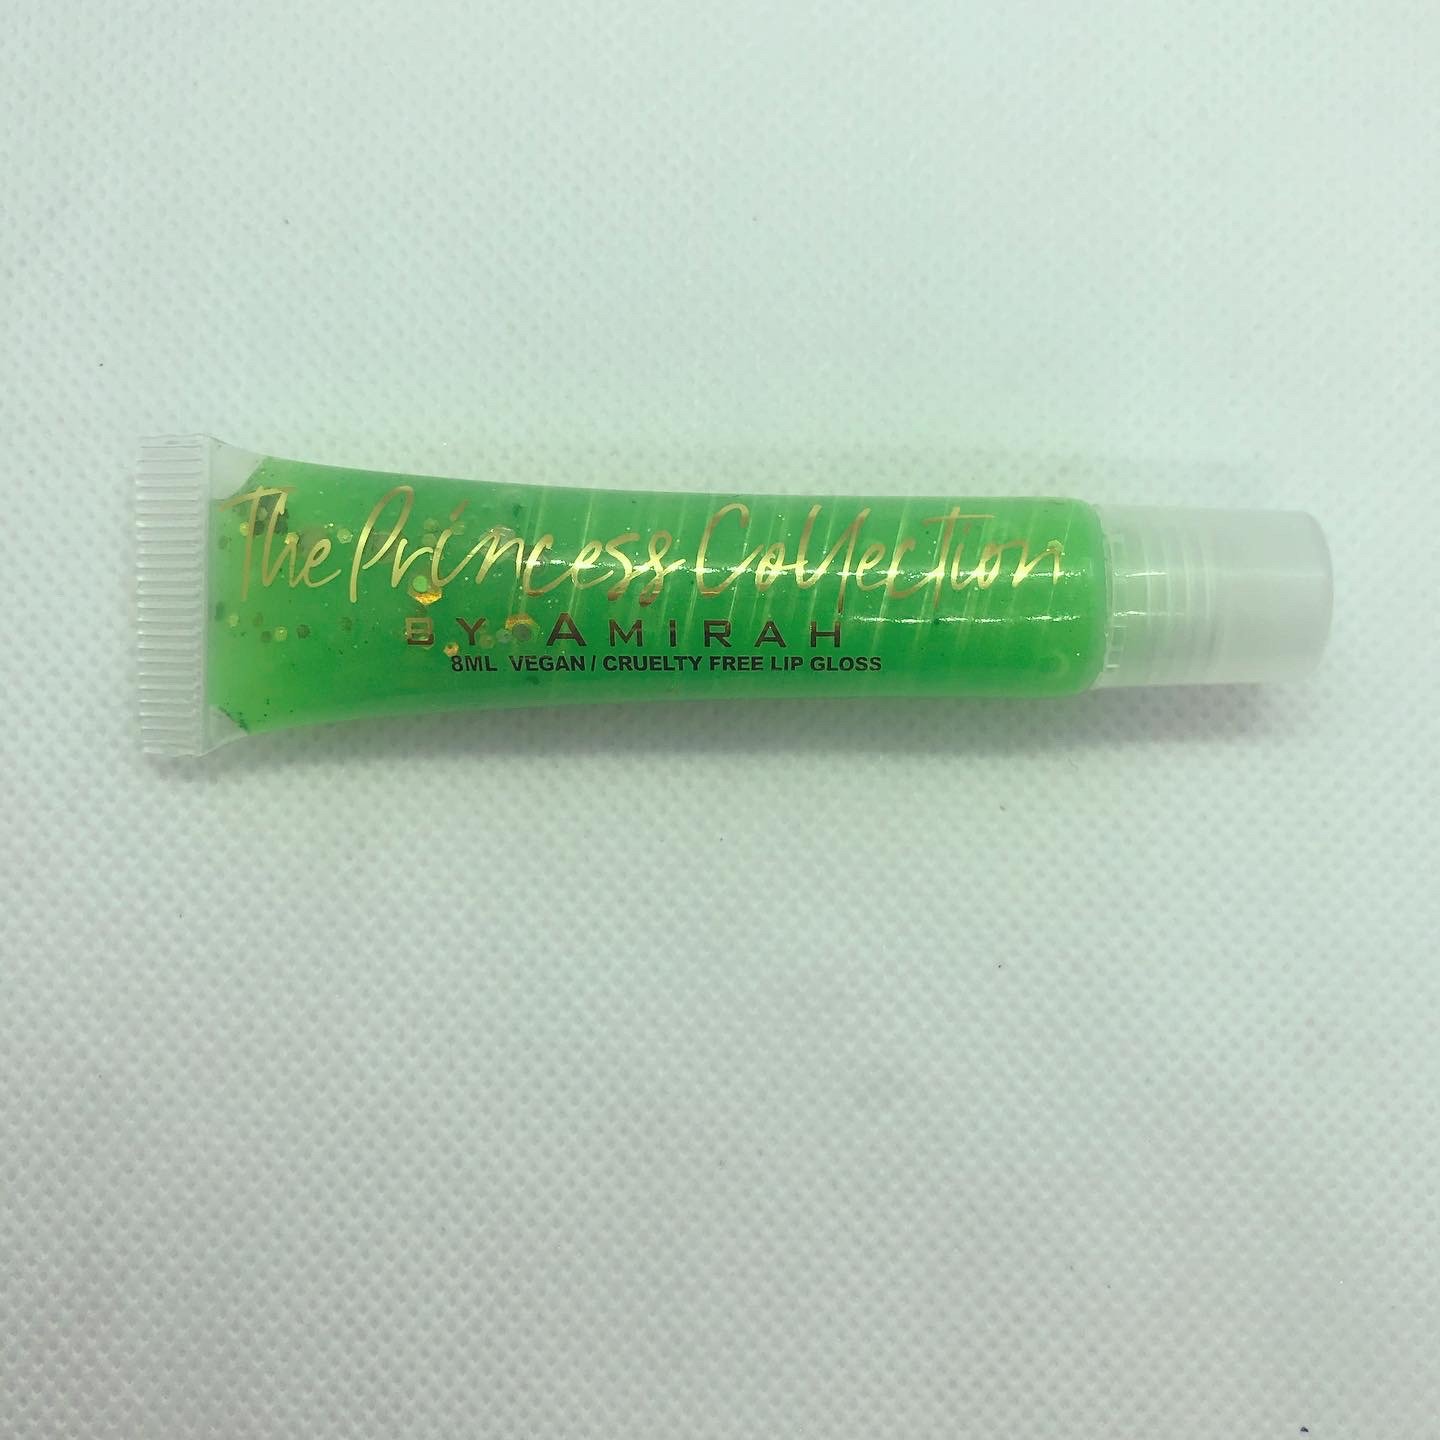 The Princess Collection
BY AMIRAH
8ML VEGAN / CRUELTY FREE LIP GLOSS